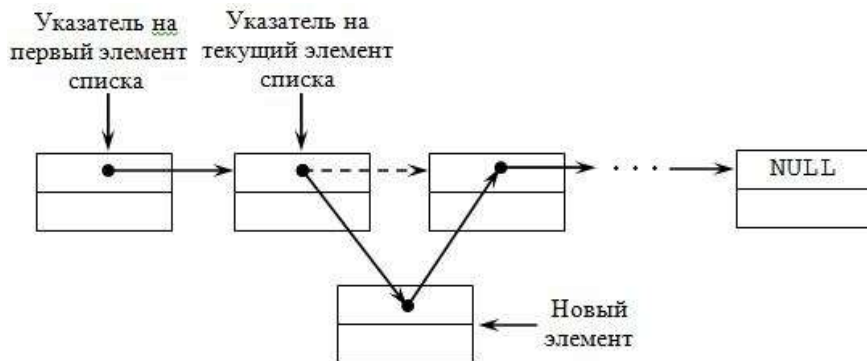 Указатель на
первый элемент
списка
Указатель на
текущий элемент
списка
NULL
Новый
элемент